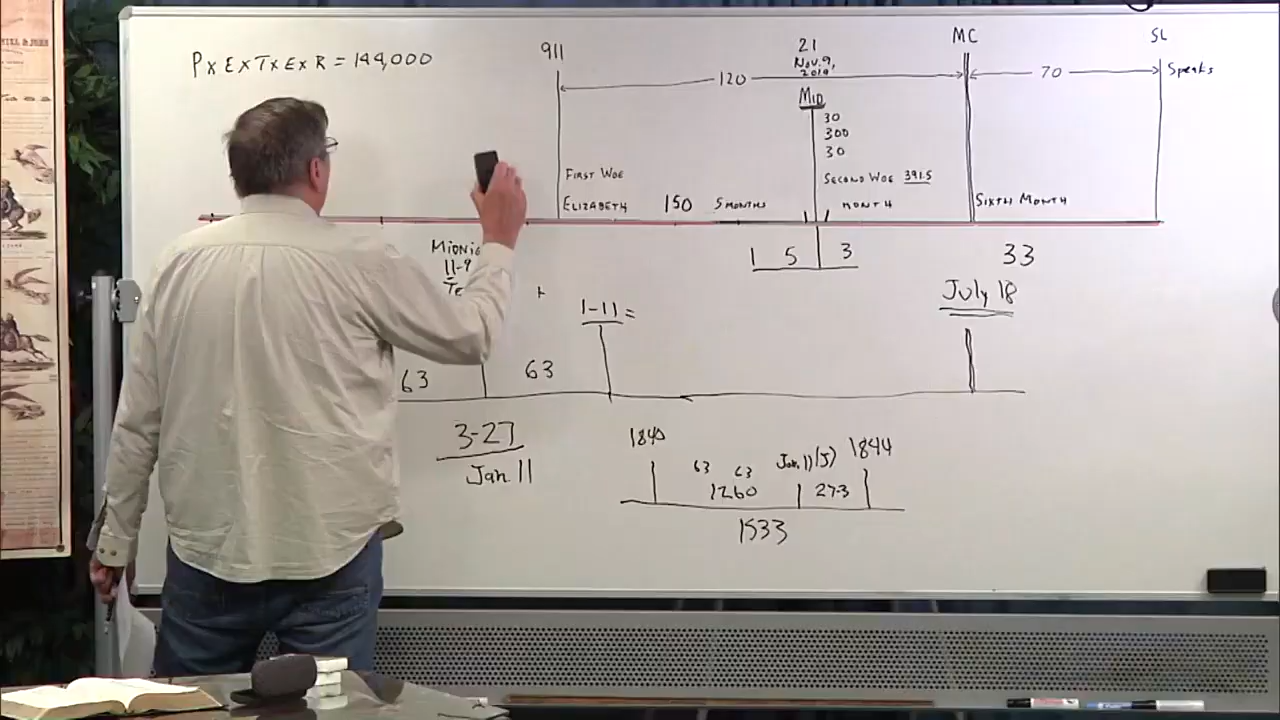 P x E x T x E x R = 144,000
911
21
Nov. 9,
2019
MC
SL
120
70
Speaks
MID
30
300
30
FIRST WOE
SECOND WOE 391.5
ELIZABETH 150 5 MONTHS
MONTH
SIXTH MONTH
1 5 3
33
11-9
+
1-11 =
July 18
63
63
3-27
Jan. 11
1840
Jan. 11 (J)
1844
63 63
1260
27.3
1533